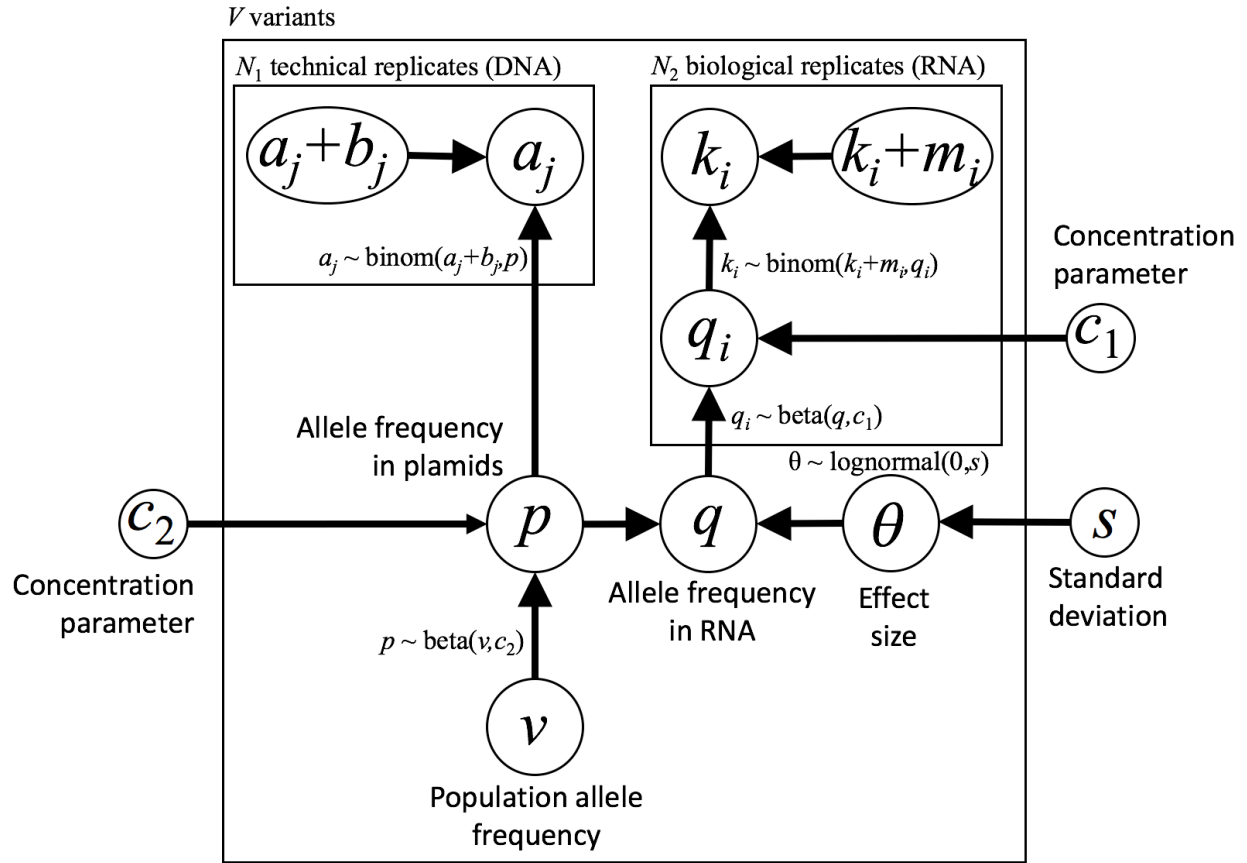 V variants
N₁ technical replicates (DNA)
N₂ biological replicates (RNA)
aⱼ+bⱼ
aⱼ
kᵢ
kᵢ+mᵢ
aⱼ ~ binom(aⱼ+bⱼ,p)
kᵢ ~ binom(kᵢ+mᵢ,qᵢ)
Concentration
parameter
qᵢ
c₁
qᵢ ~ beta(q,c₁)
Allele frequency
in plamids
θ ~ lognormal(0,s)
c₂
p
q
θ
s
Concentration
parameter
Allele frequency
in RNA
Effect
size
Standard
deviation
p ~ beta(v,c₂)
v
Population allele
frequency